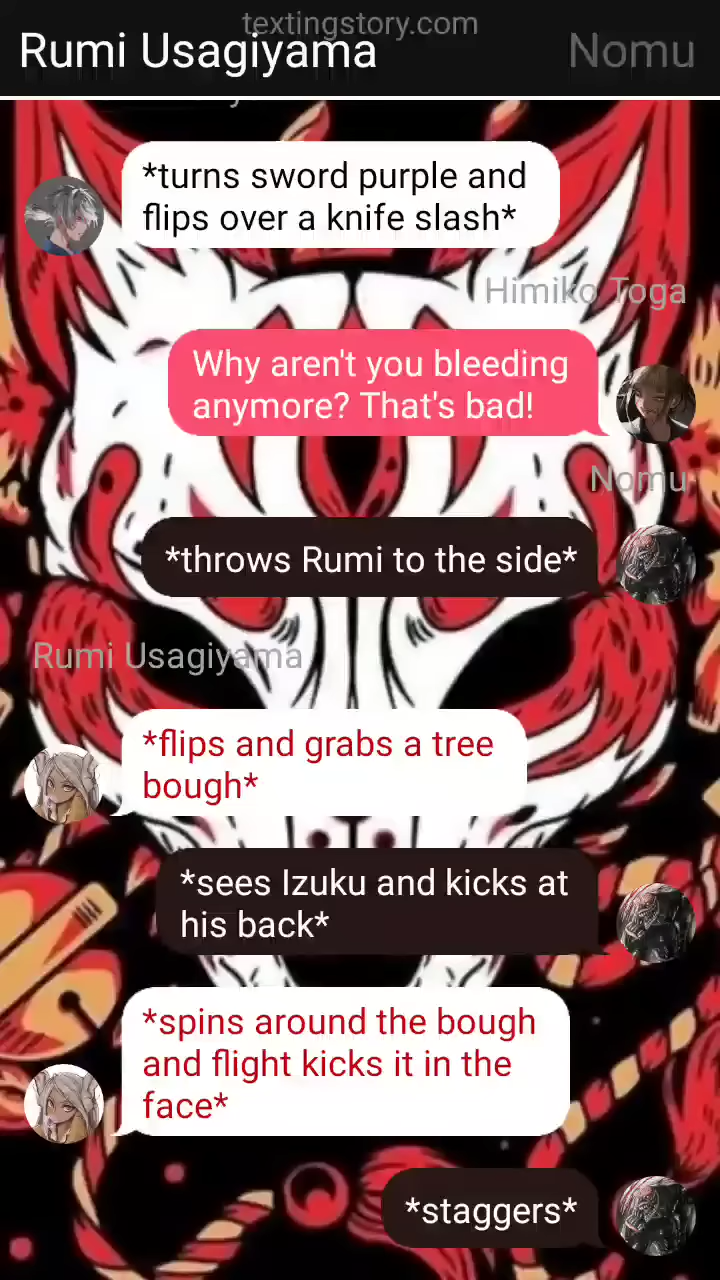 textingstory.com
Rumi Usagiyama
Nomu
*turns sword purple and
flips over a knife slash*
Himiko Toga
Why aren't you bleeding
anymore? That's bad!
Nomu
*throws Rumi to the side*
Rumi Usagiyama
*flips and grabs a tree
bough*
*sees Izuku and kicks at
his back*
*spins around the bough
and flight kicks it in the
face*
*staggers*